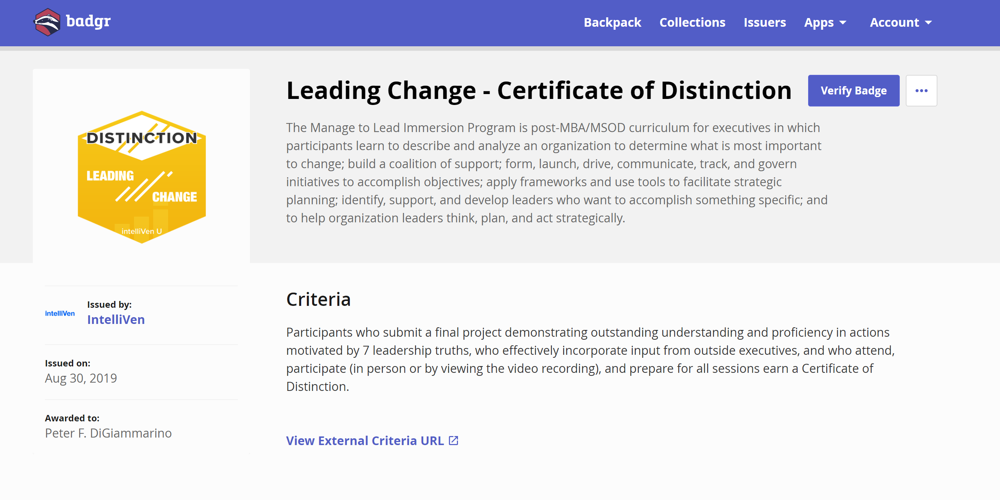 badgr
Backpack Collections Issuers Apps Account
DISTINCTION
LEADING
CHANGE
intelliVen U
Leading Change - Certificate of Distinction
Verify Badge
The Manage to Lead Immersion Program is post-MBA/MSOD curriculum for executives in which
participants learn to describe and analyze an organization to determine what is most important
to change; build a coalition of support; form, launch, drive, communicate, track, and govern
initiatives to accomplish objectives; apply frameworks and use tools to facilitate strategic
planning; identify, support, and develop leaders who want to accomplish something specific; and
to help organization leaders think, plan, and act strategically.
intelliVen
Issued by:
IntelliVen
Issued on:
Aug 30, 2019
Awarded to:
Peter F. DiGiammarino
Criteria
Participants who submit a final project demonstrating outstanding understanding and proficiency in actions
motivated by 7 leadership truths, who effectively incorporate input from outside executives, and who attend,
participate (in person or by viewing the video recording), and prepare for all sessions earn a Certificate of
Distinction.
View External Criteria URL